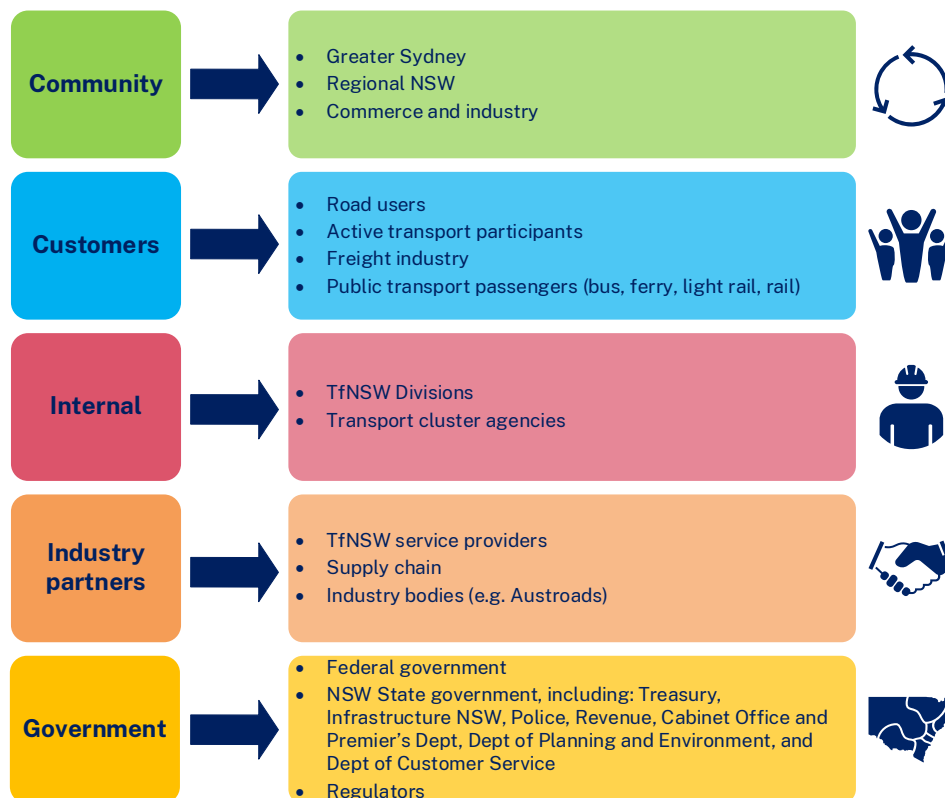 Community
• Greater Sydney
• Regional NSW
• Commerce and industry
Customers
• Road users
• Active transport participants
• Freight industry
• Public transport passengers (bus, ferry, light rail, rail)
Internal
• TfNSW Divisions
• Transport cluster agencies
Industry
partners
• TfNSW service providers
• Supply chain
• Industry bodies (e.g. Austroads)
Government
• Federal government
• NSW State government, including: Treasury,
Infrastructure NSW, Police, Revenue, Cabinet Office and
Premier's Dept, Dept of Planning and Environment, and
Dept of Customer Service
• Regulators